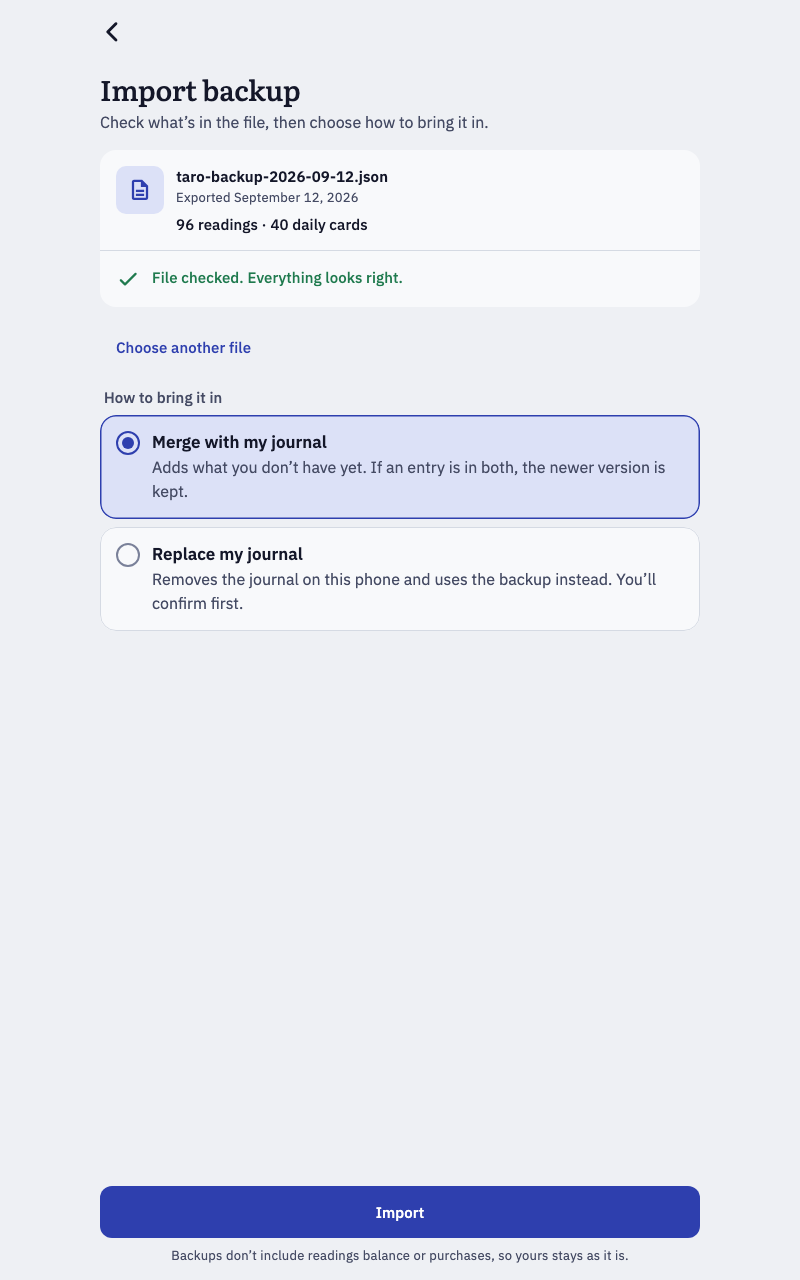 Import backup
Check what’s in the file, then choose how to bring it in.
taro-backup-2026-09-12.json
Exported September 12, 2026
96 readings · 40 daily cards
File checked. Everything looks right.
Choose another file
How to bring it in
Merge with my journal
Adds what you don’t have yet. If an entry is in both, the newer version is
kept.
Replace my journal
Removes the journal on this phone and uses the backup instead. You’ll
confirm first.
Import
Backups don’t include readings balance or purchases, so yours stays as it is.